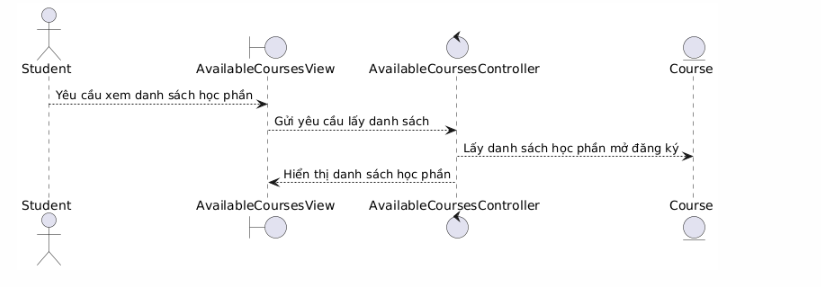 Student AvailableCoursesView AvailableCoursesController Course
Yêu cầu xem danh sách học phần
Gửi yêu cầu lấy danh sách
Lấy danh sách học phần mở đăng ký
Hiển thị danh sách học phần
Student AvailableCoursesView AvailableCoursesController Course